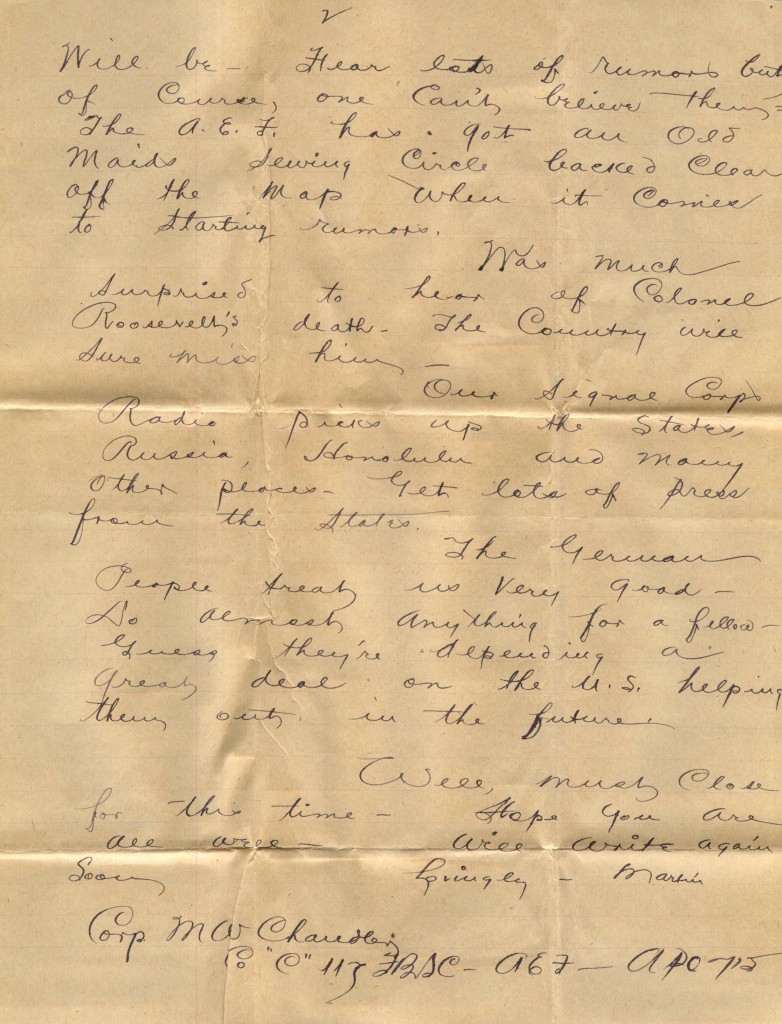 2
Will be - Hear lots of rumors but
of Course, one Can't believe them -
The A.E.F. has got an Old
Maids Sewing Circle backed Clear
off the Map When it Comes
to starting rumors.
Was much
surprised to hear of Colonel
Roosevelt's death - The Country will
sure miss him -
Our Signal Corps
Radio picks up the States,
Russia, Honolulu and Many
Other places - Get lots of press
from the States.
The German
People treat us Very good -
Do Almost Anything for a fellow -
Guess they're depending a
Great deal on the U.S. helping
them out in the future.
Well, must Close
for this time - Hope You Are
All well - Will Write Again
Soon Lovingly - Martin
Corp M W Chandler
Co "C" 117 FBSC - AEF - APO - 715